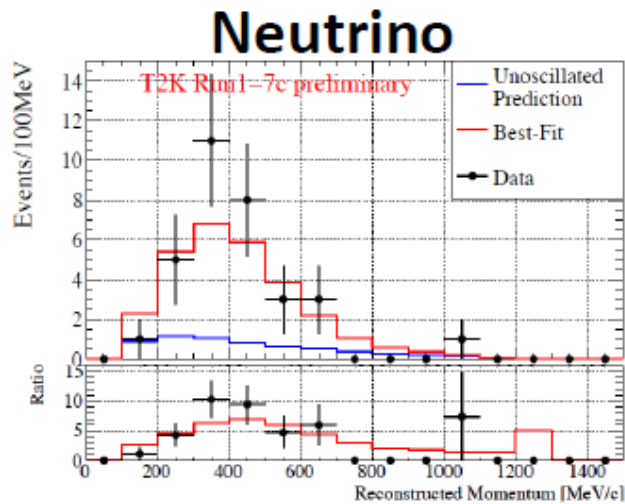 Neutrino
T2K Run1-7c preliminary
Unoscillated
Prediction
Best-Fit
Data
Events/100MeV
14
12
10
8
6
4
2
0
Ratio
15
10
5
0
0 200 400 600 800 1000 1200 1400
Reconstructed Momentum [MeV/c]